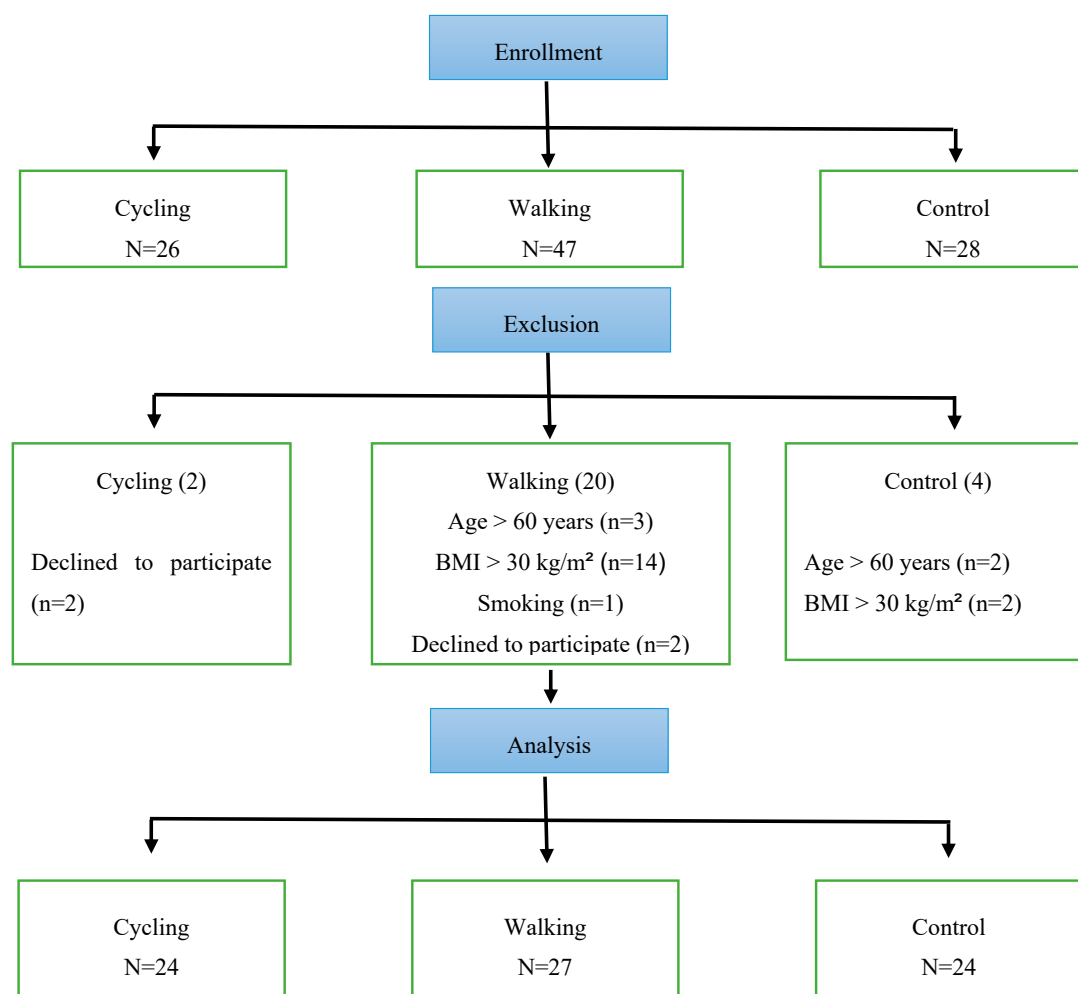 Enrollment
Cycling
N=26
Walking
N=47
Control
N=28
Exclusion
Cycling (2)
Declined to participate
(n=2)
Walking (20)
Age > 60 years (n=3)
BMI > 30 kg/m² (n=14)
Smoking (n=1)
Declined to participate (n=2)
Control (4)
Age > 60 years (n=2)
BMI > 30 kg/m² (n=2)
Analysis
Cycling
N=24
Walking
N=27
Control
N=24